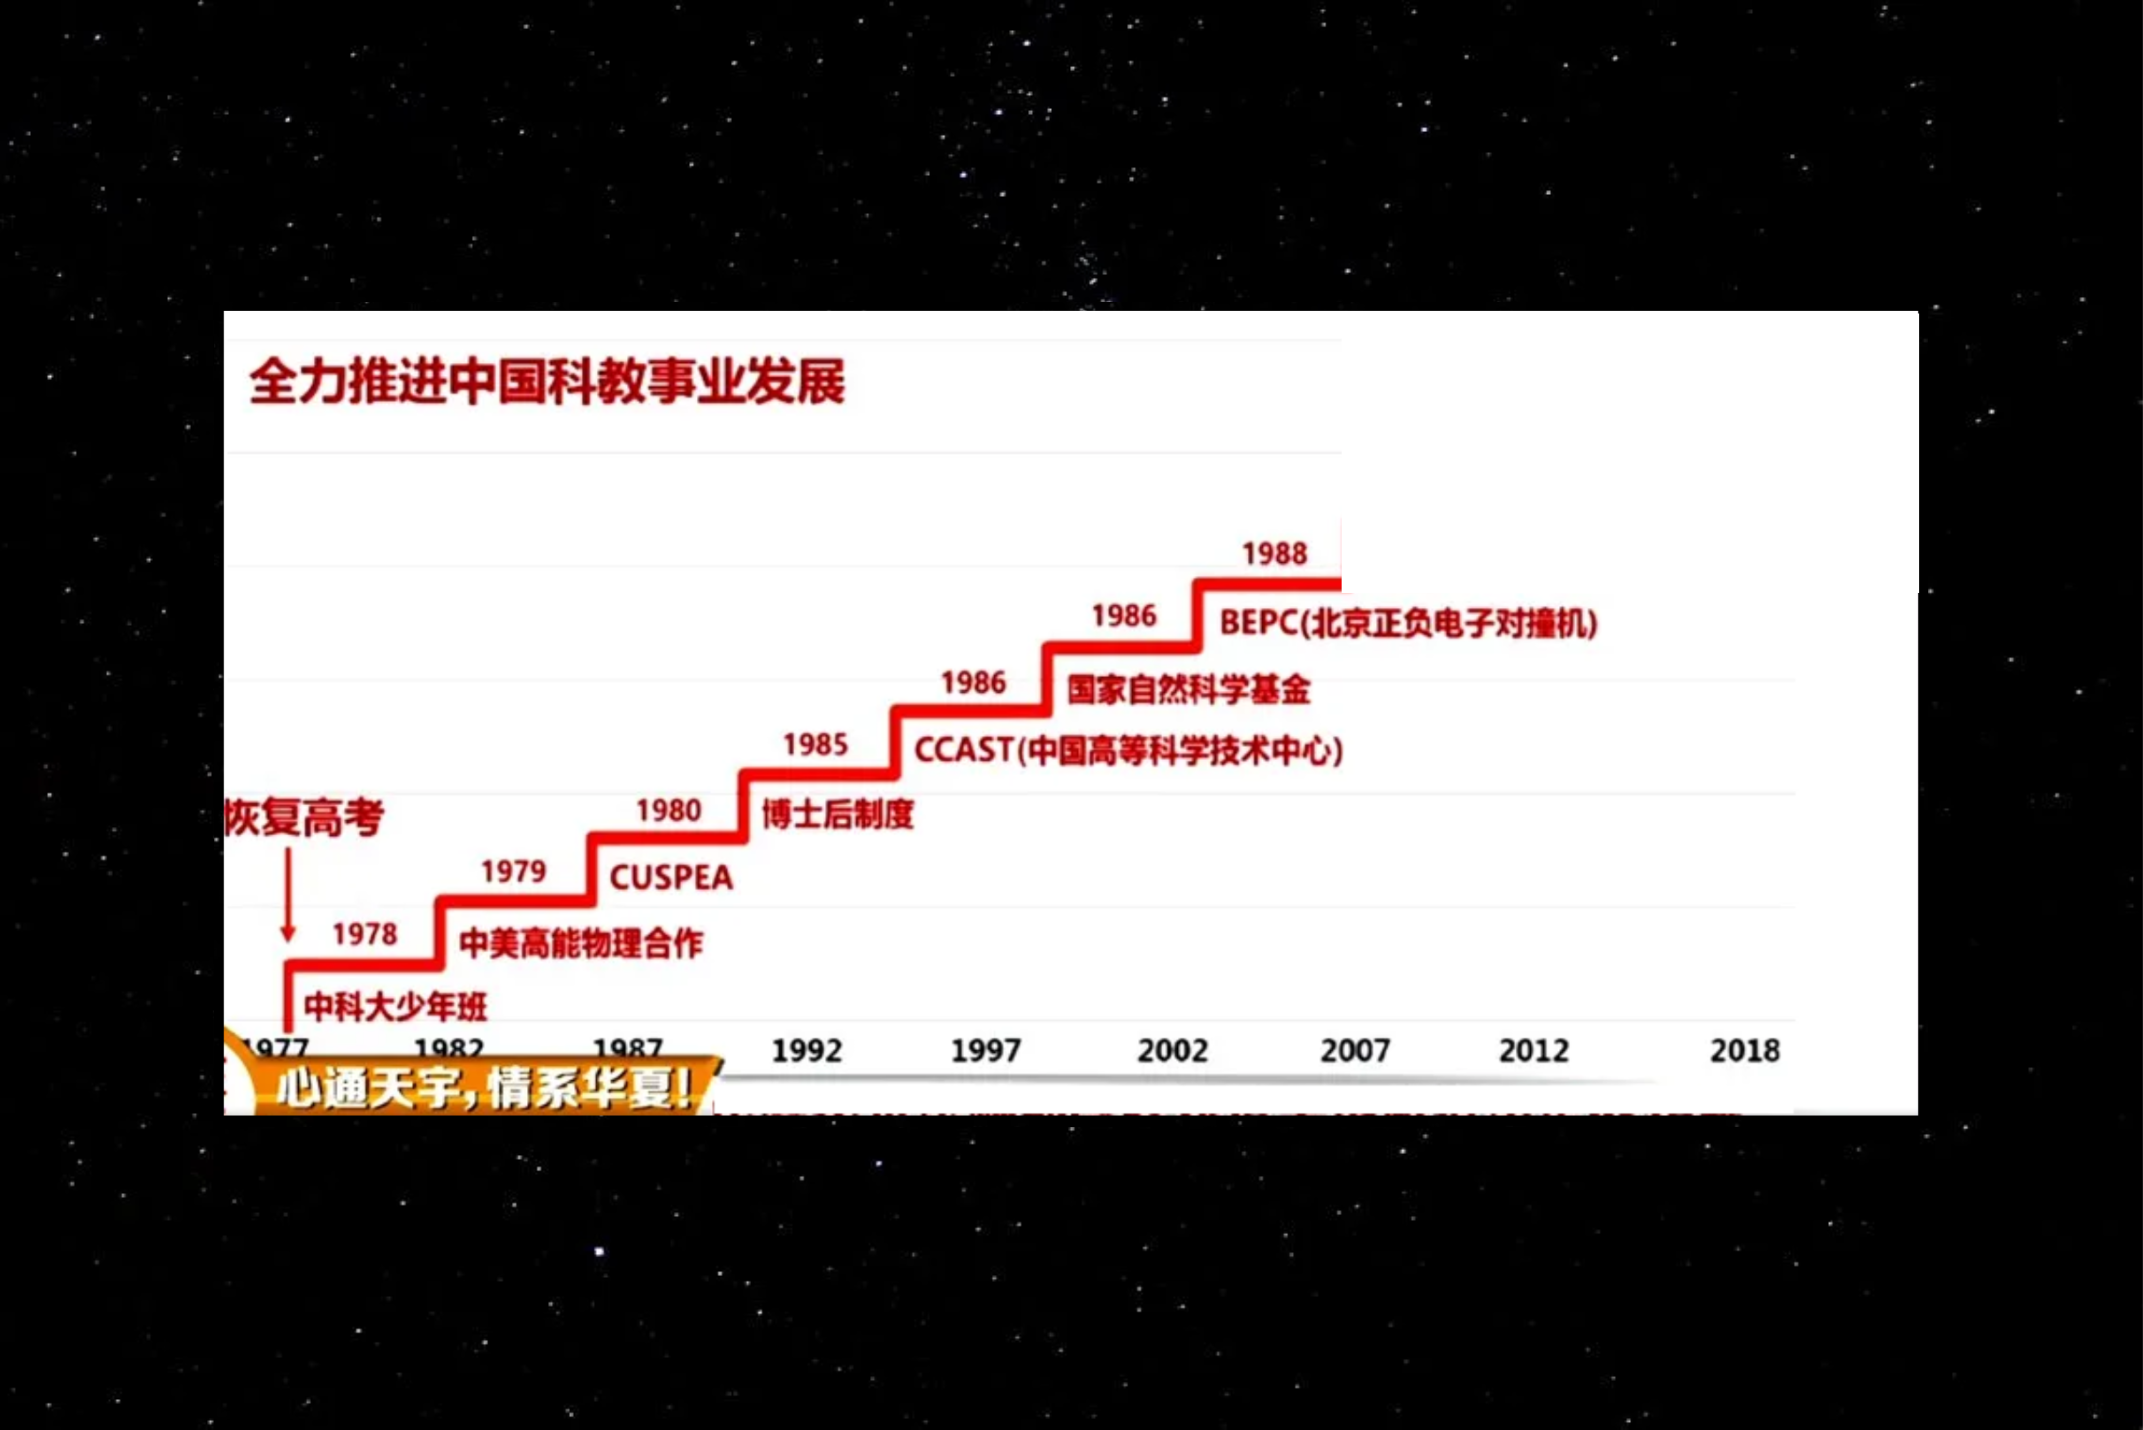 全力推进中国科教事业发展
1988
BEPC(北京正负电子对撞机)
1986
国家自然科学基金
1986
CCAST(中国高等科学技术中心)
1985
博士后制度
1980
CUSPEA
1979
中美高能物理合作
恢复高考
1978
中科大少年班
1977 1982 1987 1992 1997 2002 2007 2012 2018
心通天宇,情系华夏!